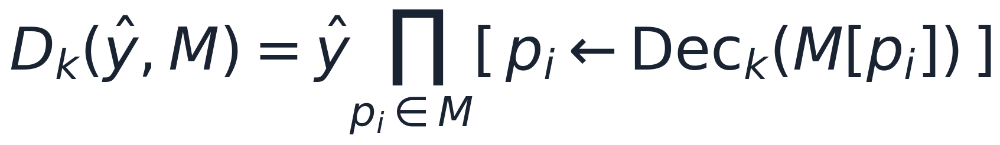 D_k(ŷ, M) = ŷ ∏_{p_i ∈ M} [ p_i ← Dec_k(M[p_i]) ]